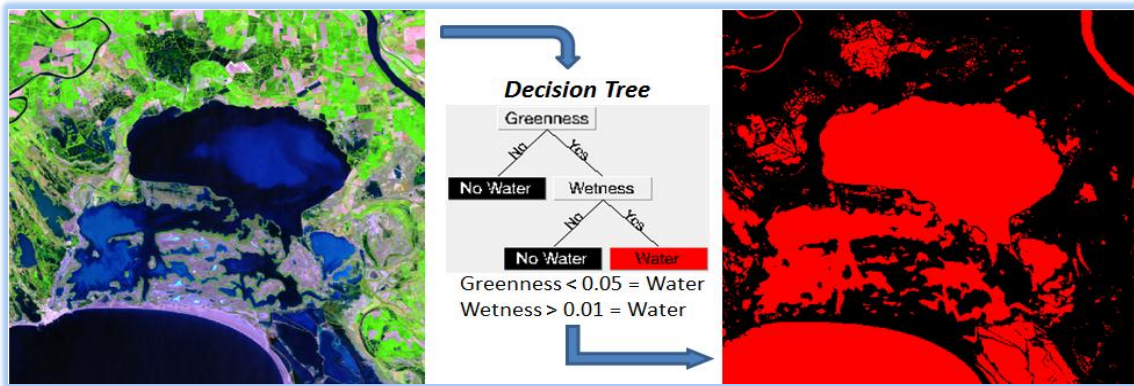 Decision Tree
Greenness
No
Yes
No Water
Wetness
No
Yes
No Water
Water
Greenness < 0.05 = Water
Wetness > 0.01 = Water